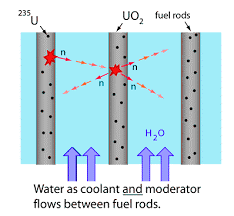 ²³⁵U
UO₂
fuel rods
n
n
n
n
H₂O
Water as coolant and moderator
flows between fuel rods.